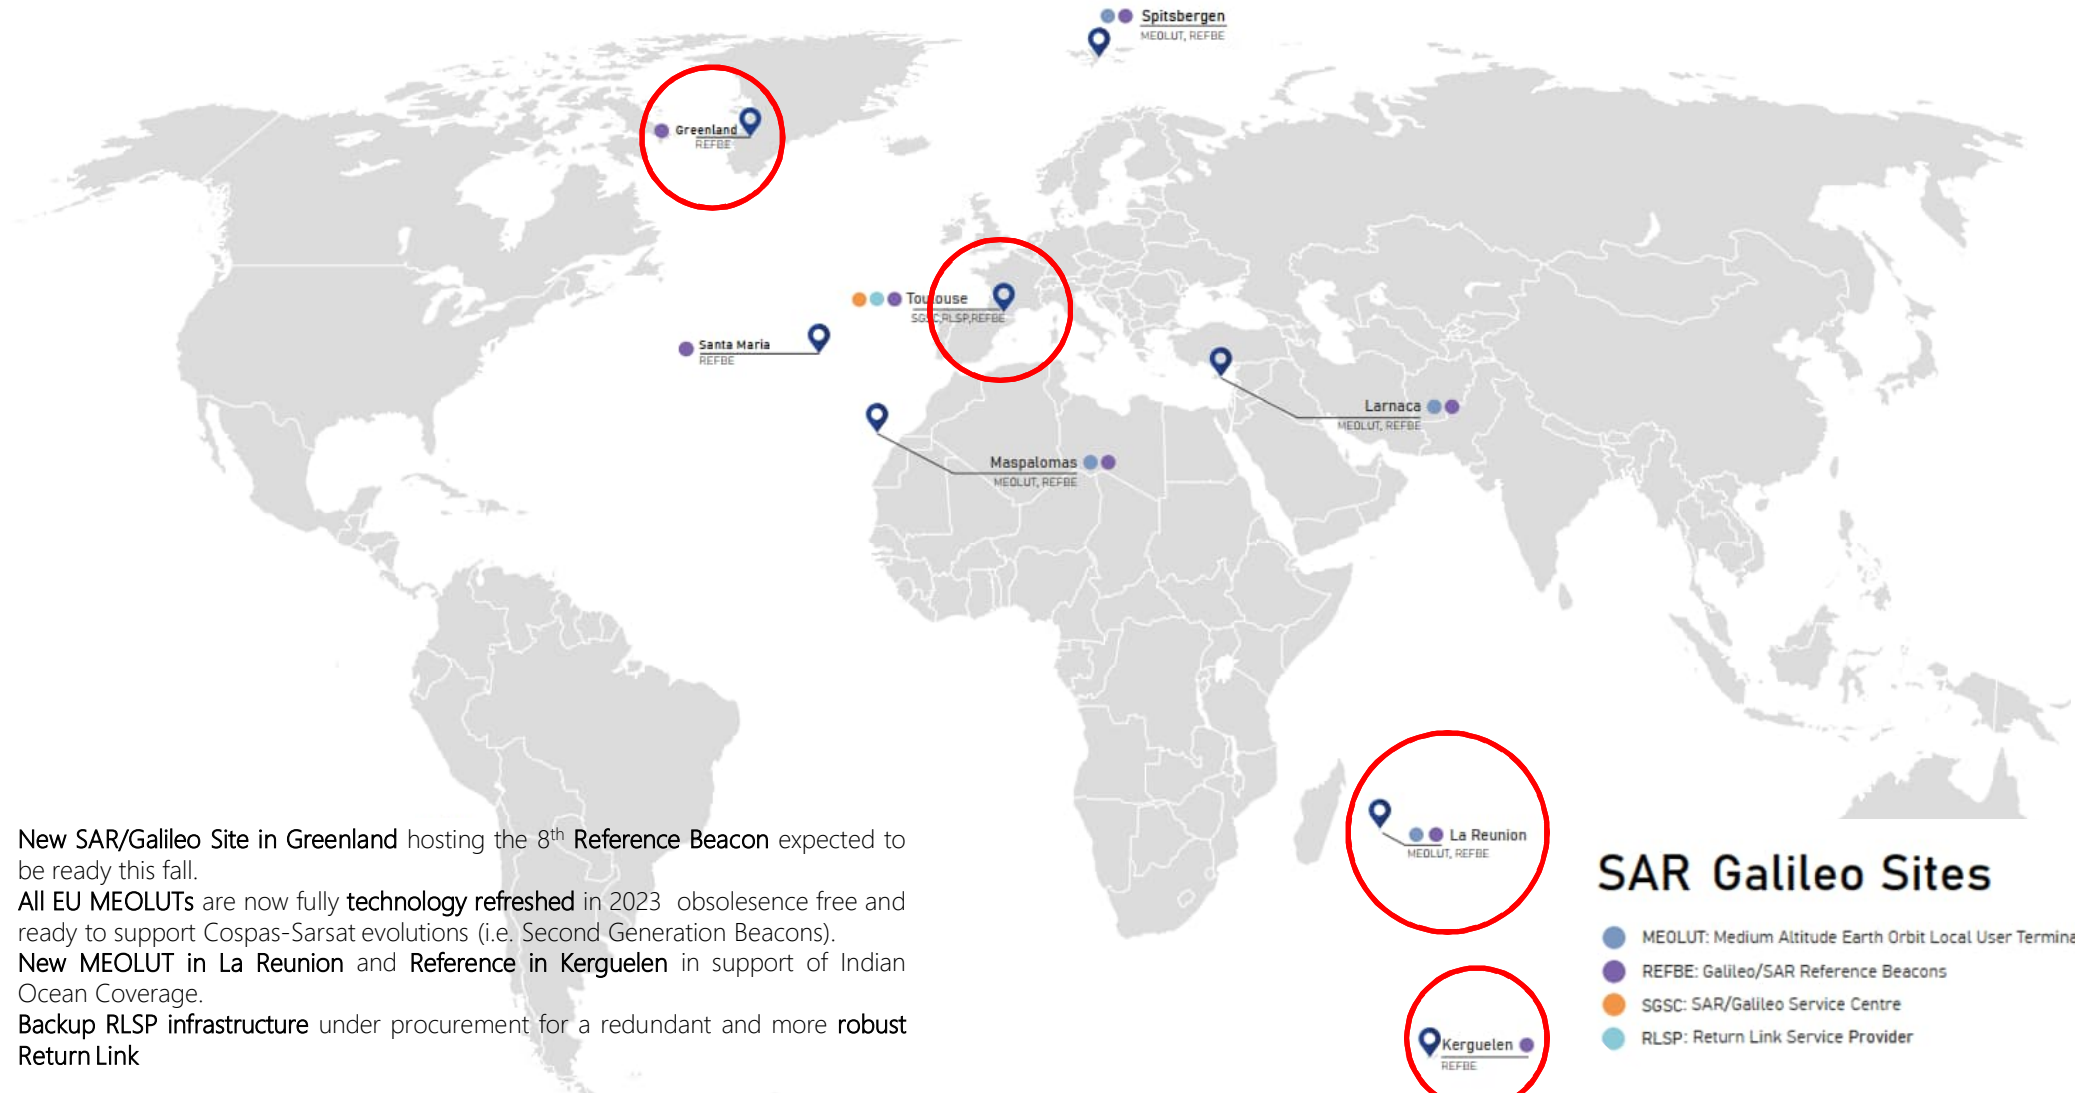 Spitsbergen
MEOLUT, REFBE
Greenland
REFBE
Toulouse
SGSC,RLSP,REFBE
Santa Maria
REFBE
Larnaca
MEOLUT, REFBE
Maspalomas
MEOLUT, REFBE
La Reunion
MEOLUT, REFBE
Kerguelen
REFBE
New SAR/Galileo Site in Greenland hosting the 8th Reference Beacon expected to
be ready this fall.
All EU MEOLUTs are now fully technology refreshed in 2023 obsolesence free and
ready to support Cospas-Sarsat evolutions (i.e. Second Generation Beacons).
New MEOLUT in La Reunion and Reference in Kerguelen in support of Indian
Ocean Coverage.
Backup RLSP infrastructure under procurement for a redundant and more robust
Return Link
SAR Galileo Sites
MEOLUT: Medium Altitude Earth Orbit Local User Termina
REFBE: Galileo/SAR Reference Beacons
SGSC: SAR/Galileo Service Centre
RLSP: Return Link Service Provider